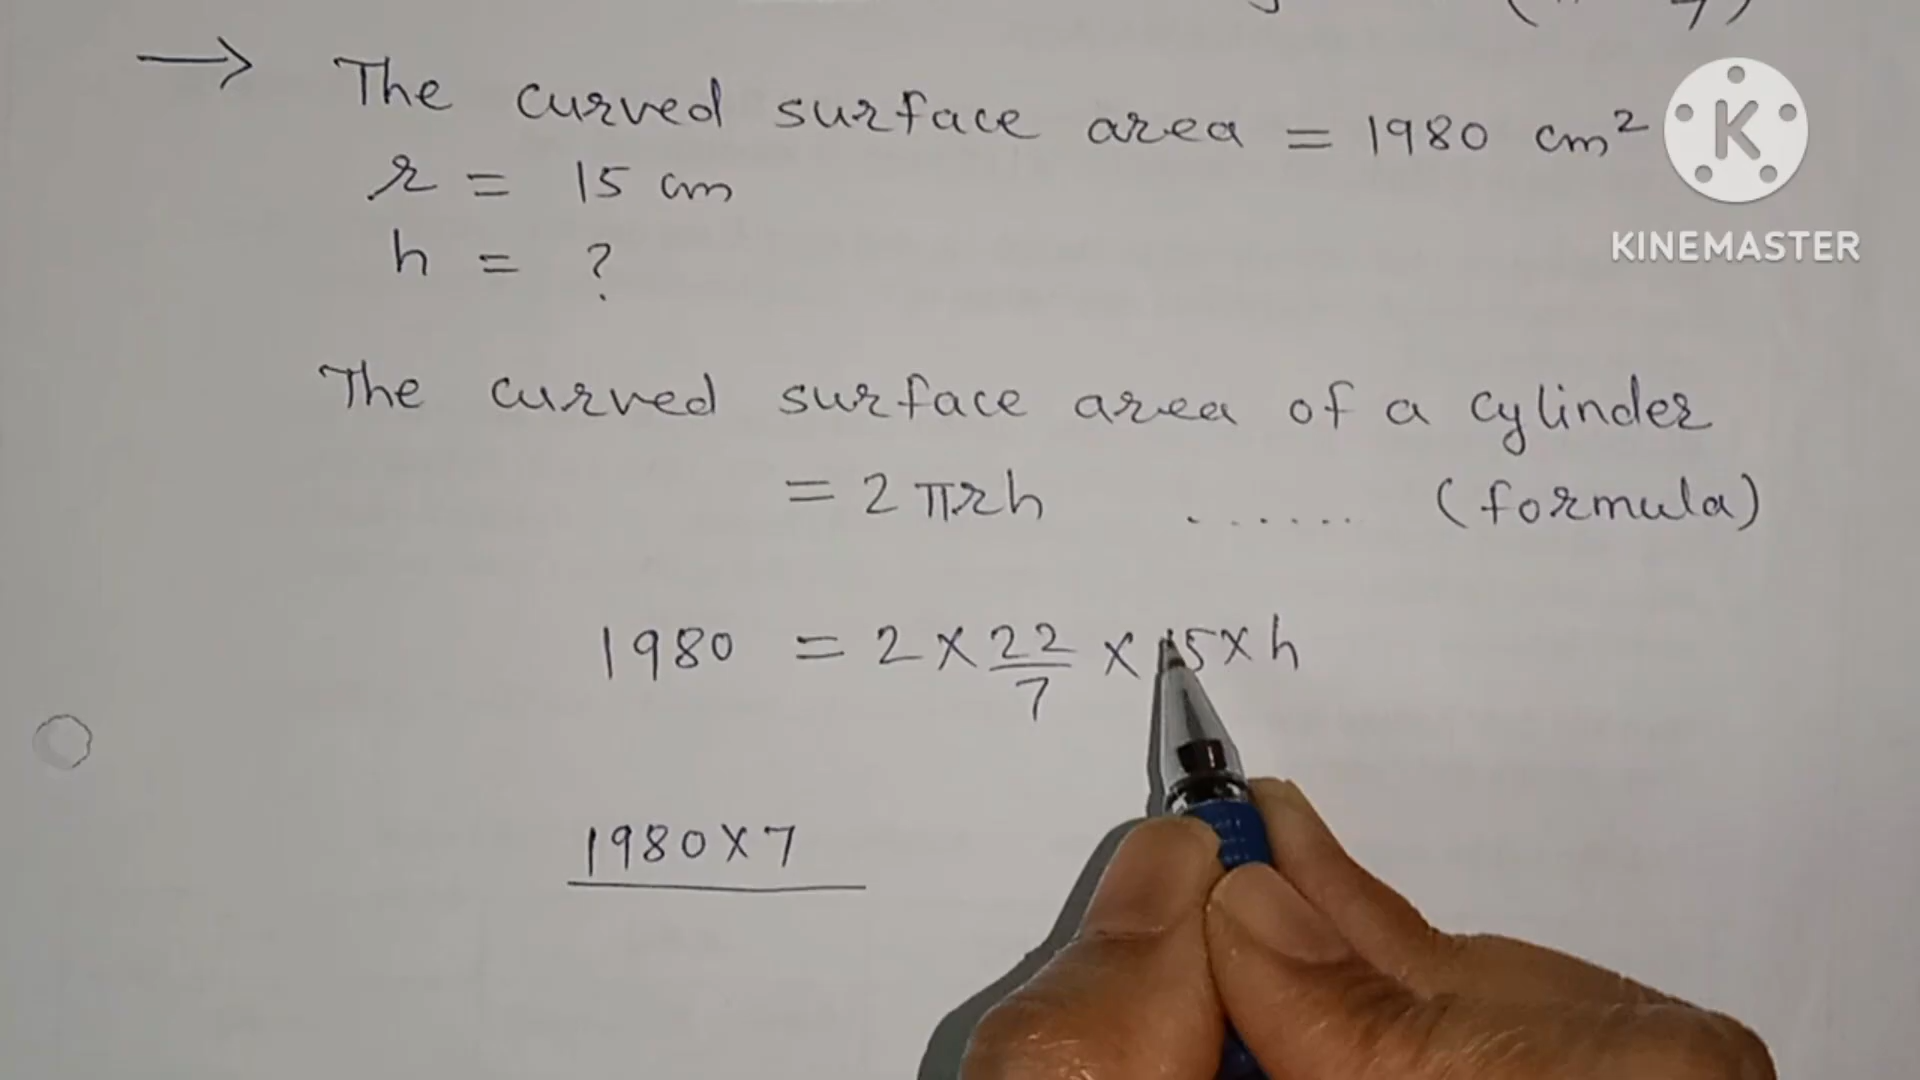 → The curved surface area = 1980 cm²
r = 15 cm
h = ?
The curved surface area of a cylinder
= 2πrh ...... (formula)
1980 = 2 × 22/7 × 15 × h
1980 × 7
K
KINEMASTER